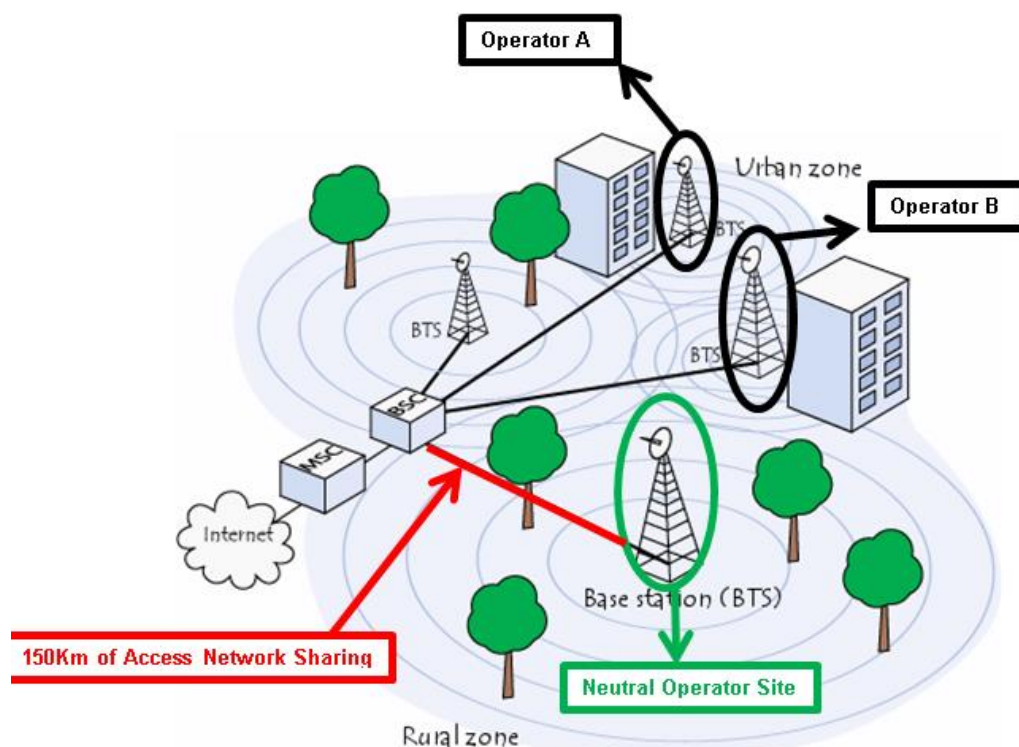 Operator A
Urban zone
BTS
Operator B
BTS
BTS
BSC
MSC
Internet
Base station (BTS)
150Km of Access Network Sharing
Neutral Operator Site
Rural zone